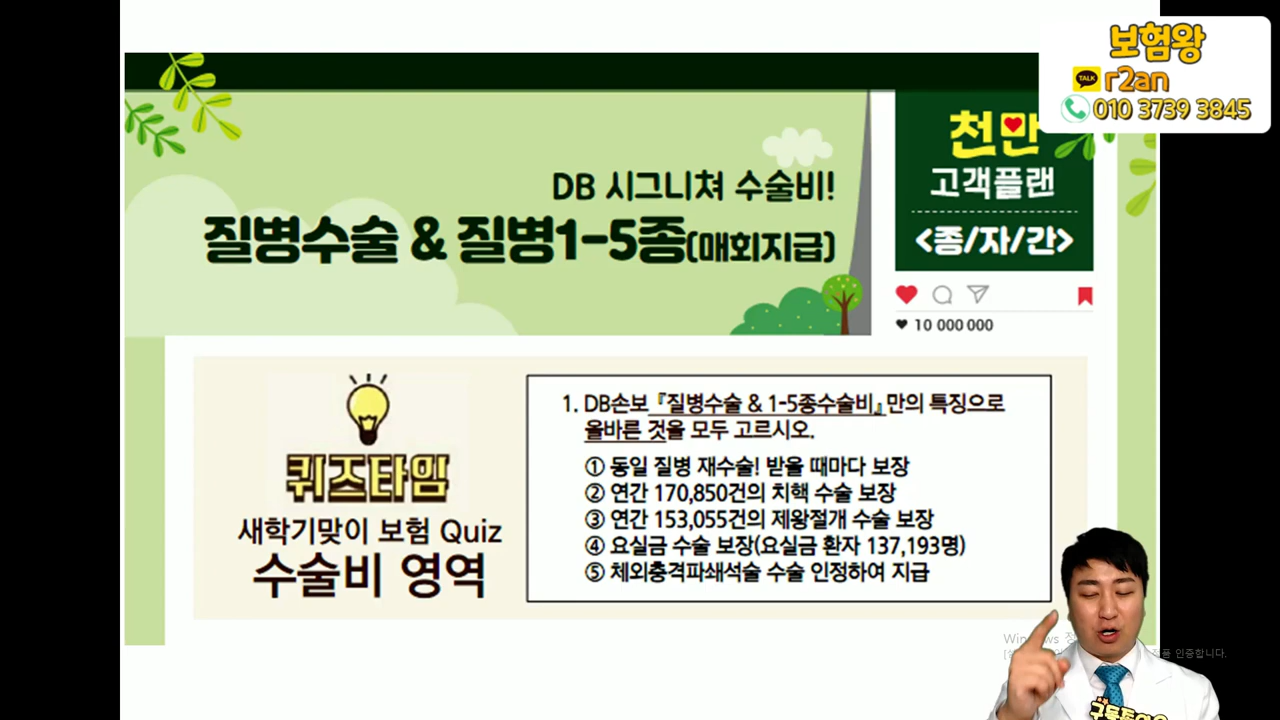 보험왕
TALK r2an
010 3739 3845
천만
고객플랜
<종/자/간>
10 000 000
DB 시그니쳐 수술비!
질병수술 & 질병1-5종(매회지급)
퀴즈타임
새학기맞이 보험 Quiz
수술비 영역
1. DB손보 『질병수술 & 1-5종수술비』만의 특징으로
올바른 것을 모두 고르시오.
① 동일 질병 재수술! 받을 때마다 보장
② 연간 170,850건의 치핵 수술 보장
③ 연간 153,055건의 제왕절개 수술 보장
④ 요실금 수술 보장(요실금 환자 137,193명)
⑤ 체외충격파쇄석술 수술 인정하여 지급
인증합니다.